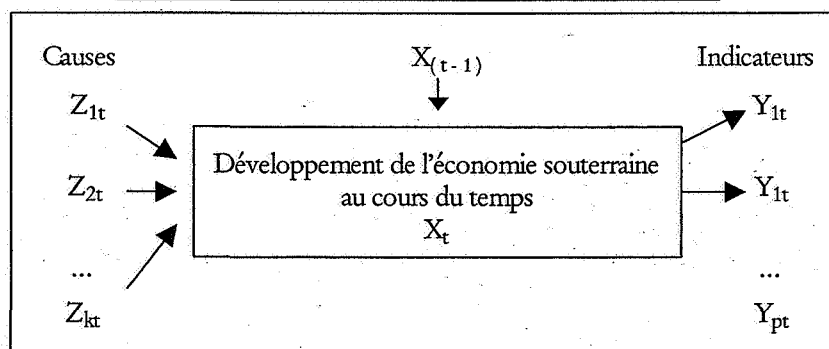 Causes
X(t-1)
Indicateurs
Z1t
Y1t
Développement de l'économie souterraine
au cours du temps
Xt
Z2t
Y1t
...
...
Zkt
Ypt